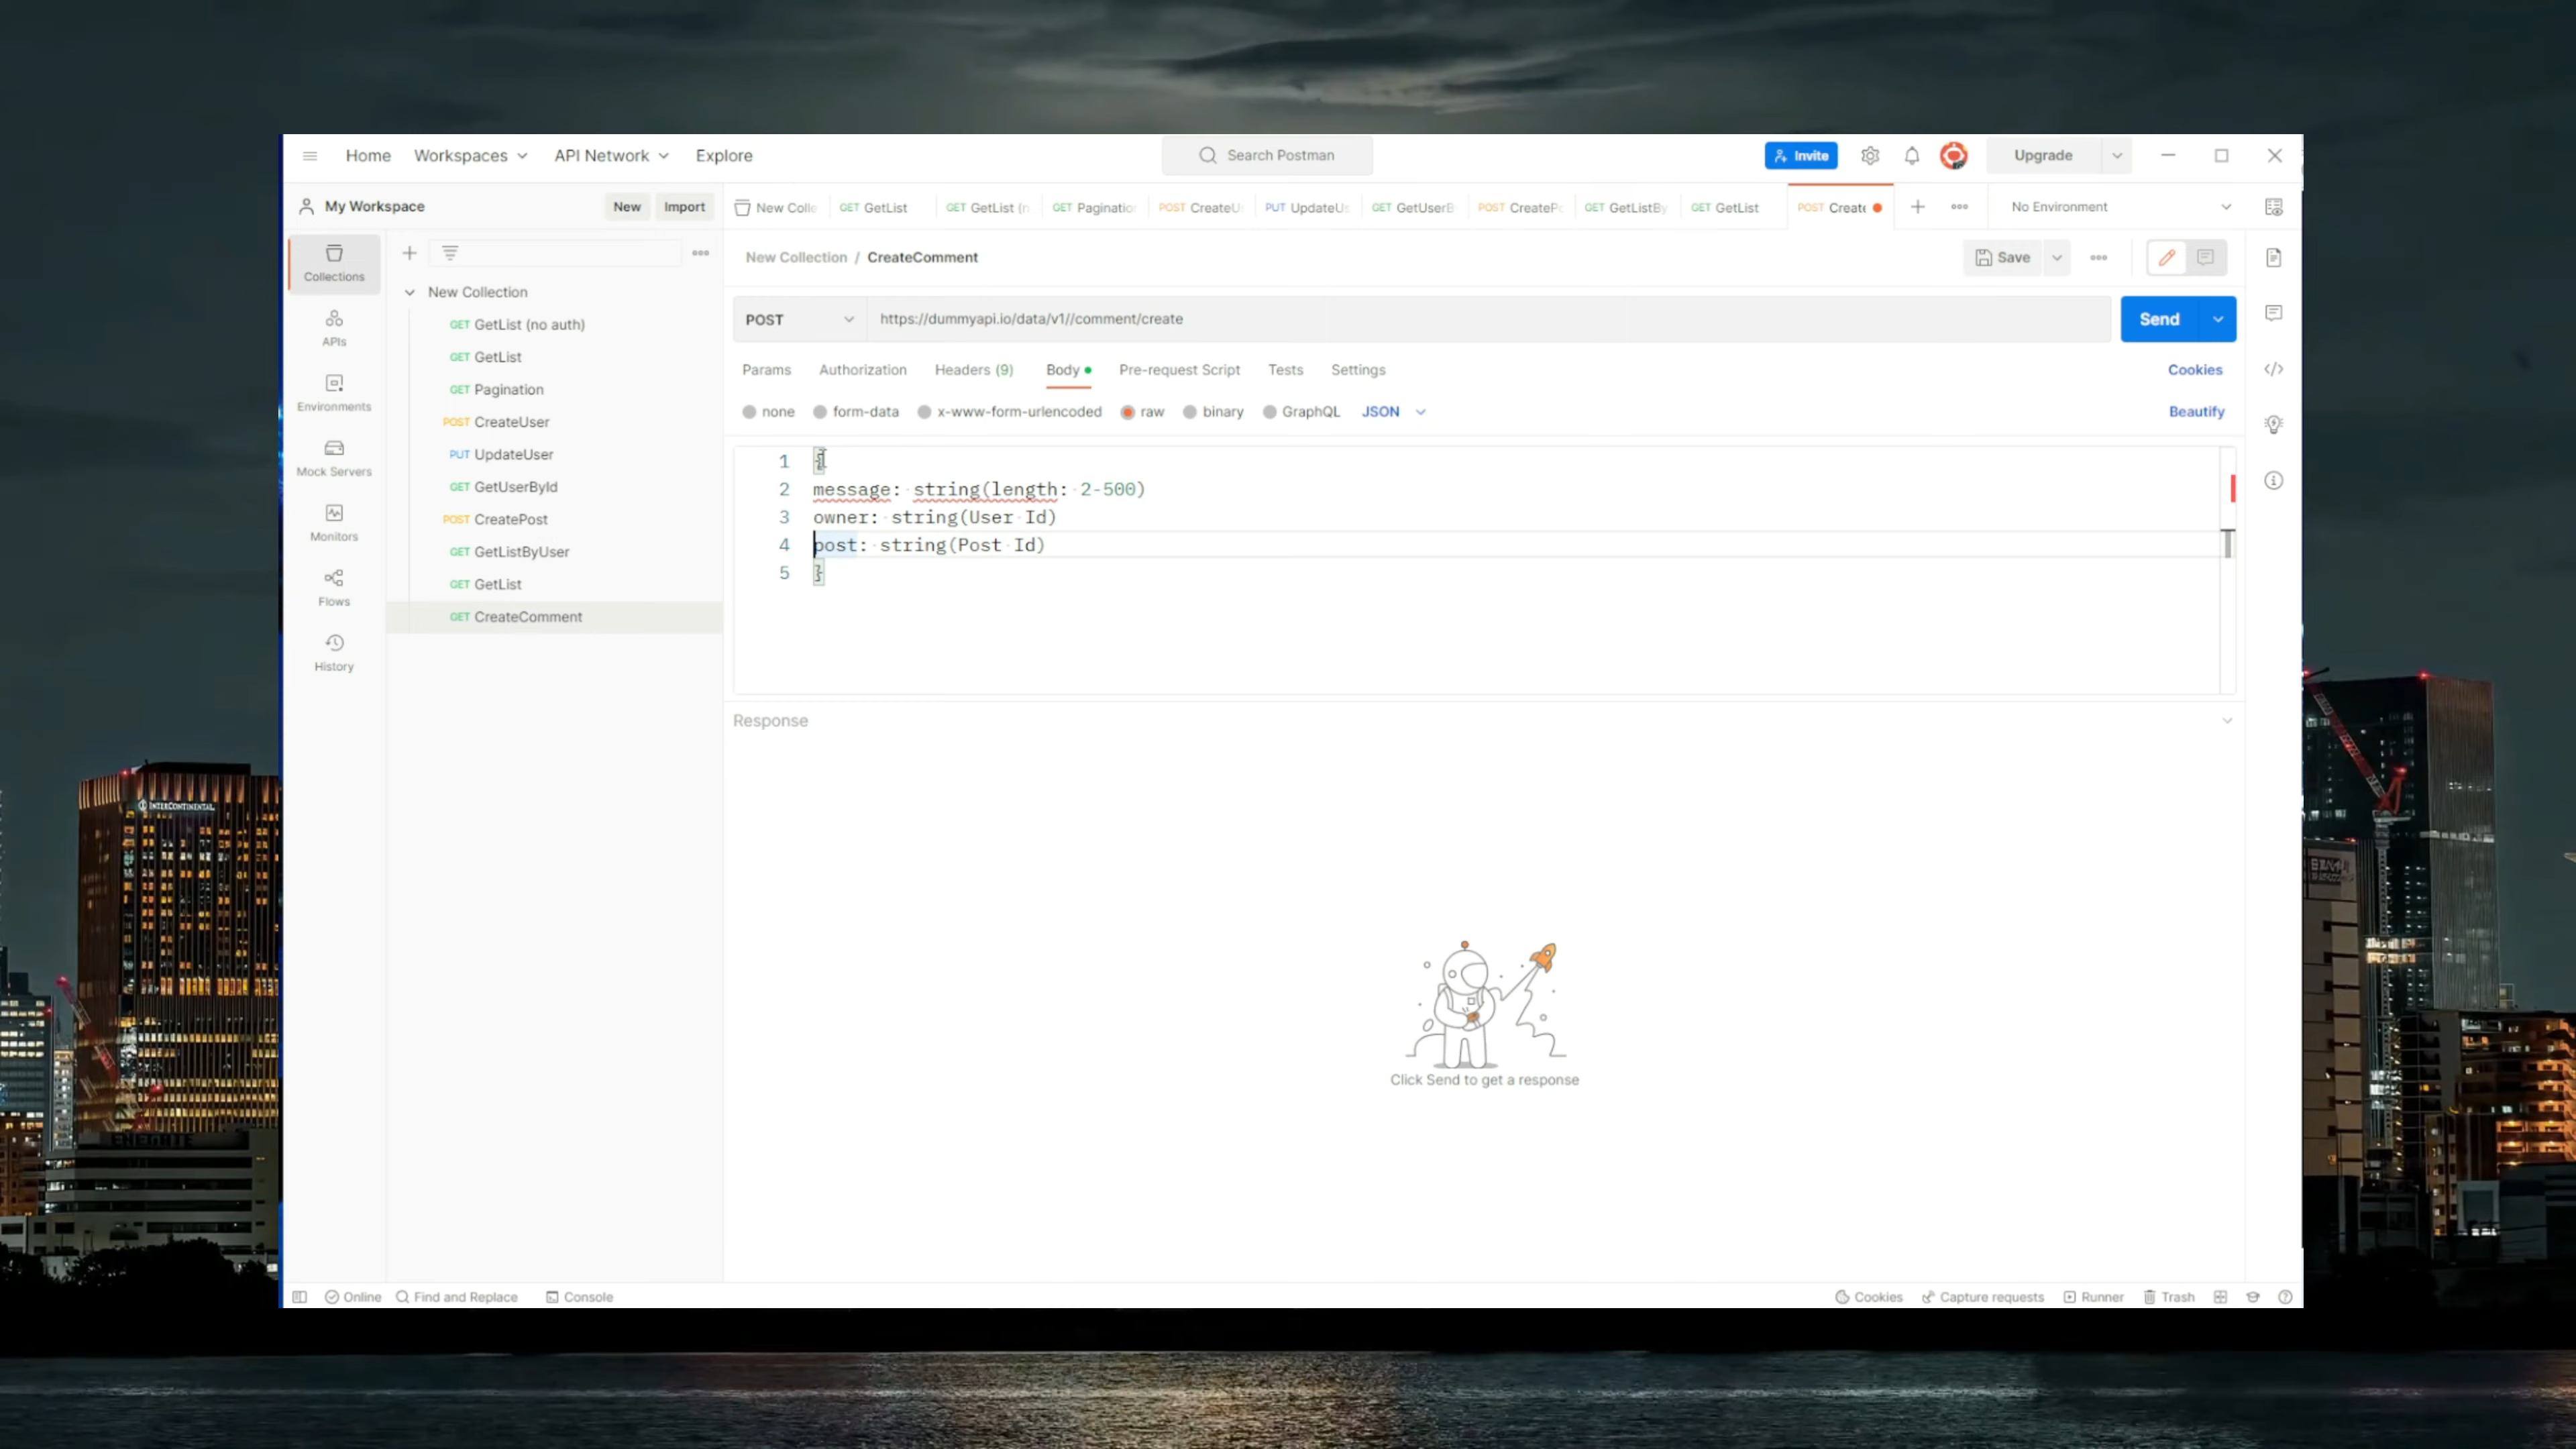 Home Workspaces API Network Explore Search Postman Invite Upgrade
My Workspace New Import New Colle GET GetList GET GetList (n GET Pagination POST CreateU PUT UpdateUs GET GetUserB POST CreatePo GET GetListBy GET GetList POST Create No Environment
Collections
APIs
Environments
Mock Servers
Monitors
Flows
History
New Collection
GET GetList (no auth)
GET GetList
GET Pagination
POST CreateUser
PUT UpdateUser
GET GetUserById
POST CreatePost
GET GetListByUser
GET GetList
GET CreateComment
New Collection / CreateComment Save
POST https://dummyapi.io/data/v1//comment/create Send
Params Authorization Headers (9) Body Pre-request Script Tests Settings Cookies
none form-data x-www-form-urlencoded raw binary GraphQL JSON Beautify
1 {
2 message: string(length: 2-500)
3 owner: string(User Id)
4 post: string(Post Id)
5 }
Response
Click Send to get a response
Online Find and Replace Console Cookies Capture requests Runner Trash
INTERCONTINENTAL